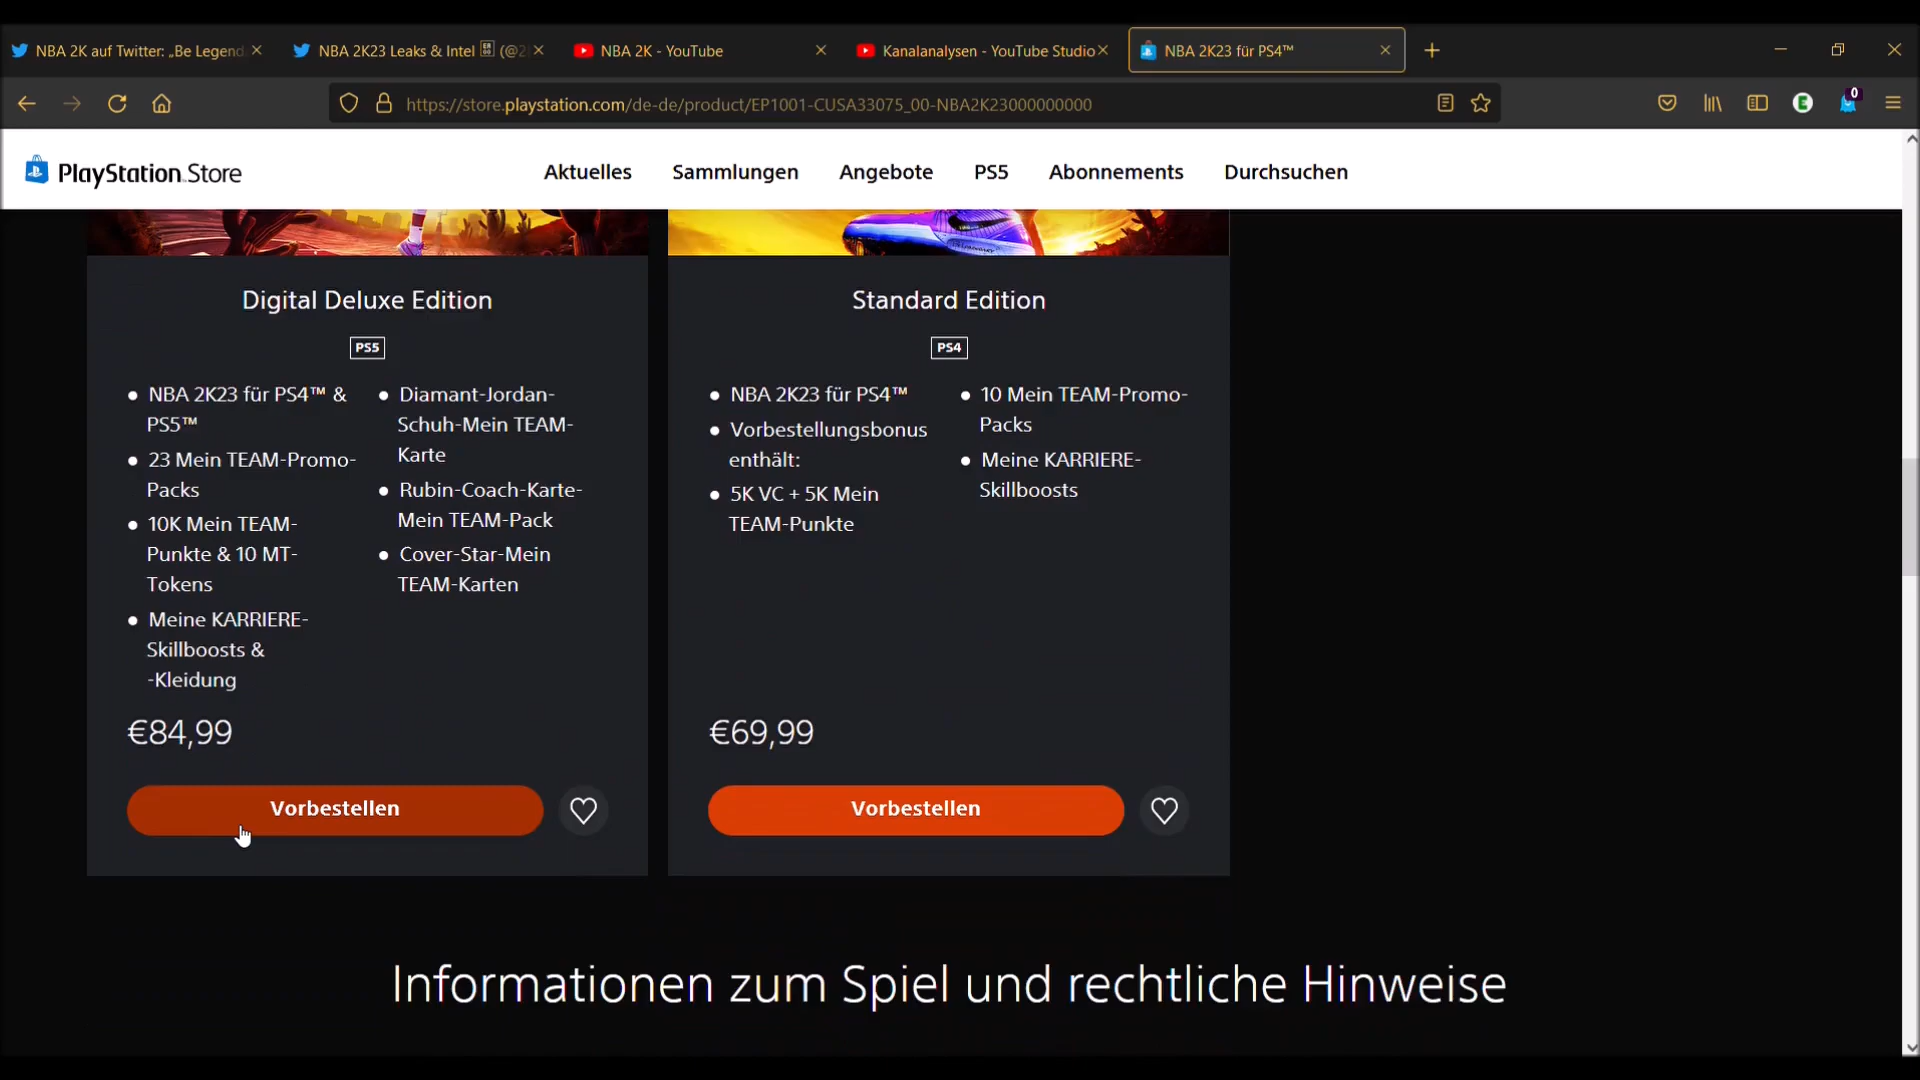 NBA 2K auf Twitter: „Be Legend
NBA 2K23 Leaks & Intel
(@2
NBA 2K - YouTube
Kanalanalysen - YouTube Studio
NBA 2K23 für PS4™
https://store.playstation.com/de-de/product/EP1001-CUSA33075_00-NBA2K23000000000
0
PlayStation Store
Aktuelles
Sammlungen
Angebote
PS5
Abonnements
Durchsuchen
Digital Deluxe Edition
PS5
NBA 2K23 für PS4™ &
PS5™
23 Mein TEAM-Promo-
Packs
10K Mein TEAM-
Punkte & 10 MT-
Tokens
Meine KARRIERE-
Skillboosts &
-Kleidung
Diamant-Jordan-
Schuh-Mein TEAM-
Karte
Rubin-Coach-Karte-
Mein TEAM-Pack
Cover-Star-Mein
TEAM-Karten
€84,99
Vorbestellen
Standard Edition
PS4
NBA 2K23 für PS4™
Vorbestellungsbonus
enthält:
5K VC + 5K Mein
TEAM-Punkte
10 Mein TEAM-Promo-
Packs
Meine KARRIERE-
Skillboosts
€69,99
Vorbestellen
Informationen zum Spiel und rechtliche Hinweise